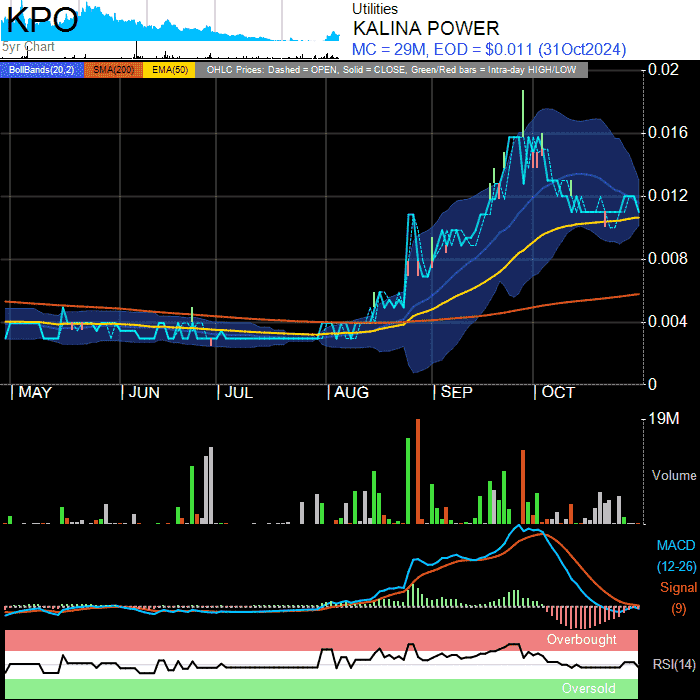 KPO
5yr Chart
Utilities
KALINA POWER
MC = 29M, EOD = $0.011 (31Oct2024)
BollBands(20,2) SMA(200) EMA(50) OHLC Prices: Dashed = OPEN, Solid = CLOSE, Green/Red bars = Intra-day HIGH/LOW
0.02
0.016
0.012
0.008
0.004
0
| MAY | JUN | JUL | AUG | SEP | OCT
19M
Volume
MACD
(12-26)
Signal
(9)
Overbought
RSI(14)
Oversold